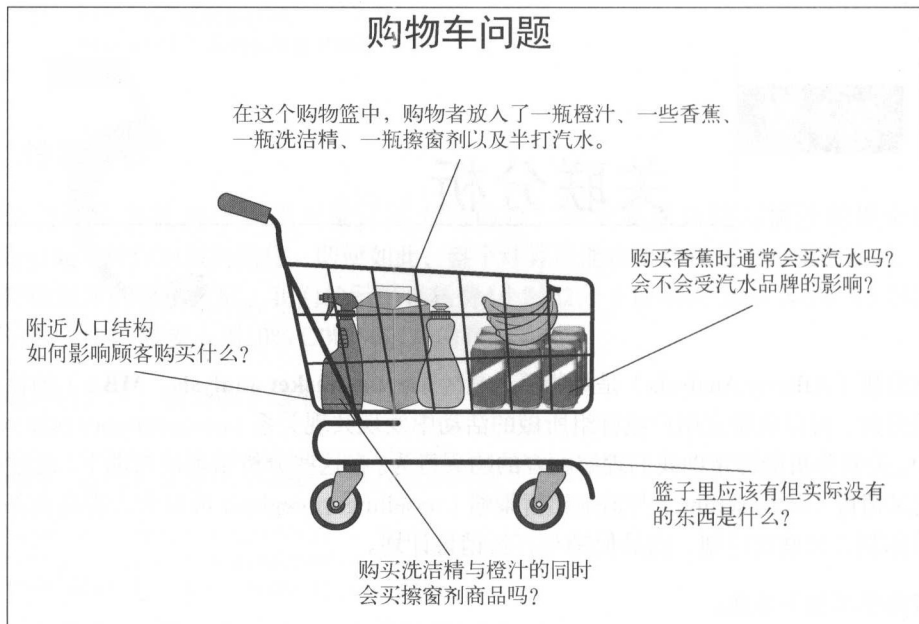 购物车问题
在这个购物篮中，购物者放入了一瓶橙汁、一些香蕉、
一瓶洗洁精、一瓶擦窗剂以及半打汽水。
购买香蕉时通常会买汽水吗？
会不会受汽水品牌的影响？
附近人口结构
如何影响顾客购买什么？
篮子里应该有但实际没有
的东西是什么？
购买洗洁精与橙汁的同时
会买擦窗剂商品吗？